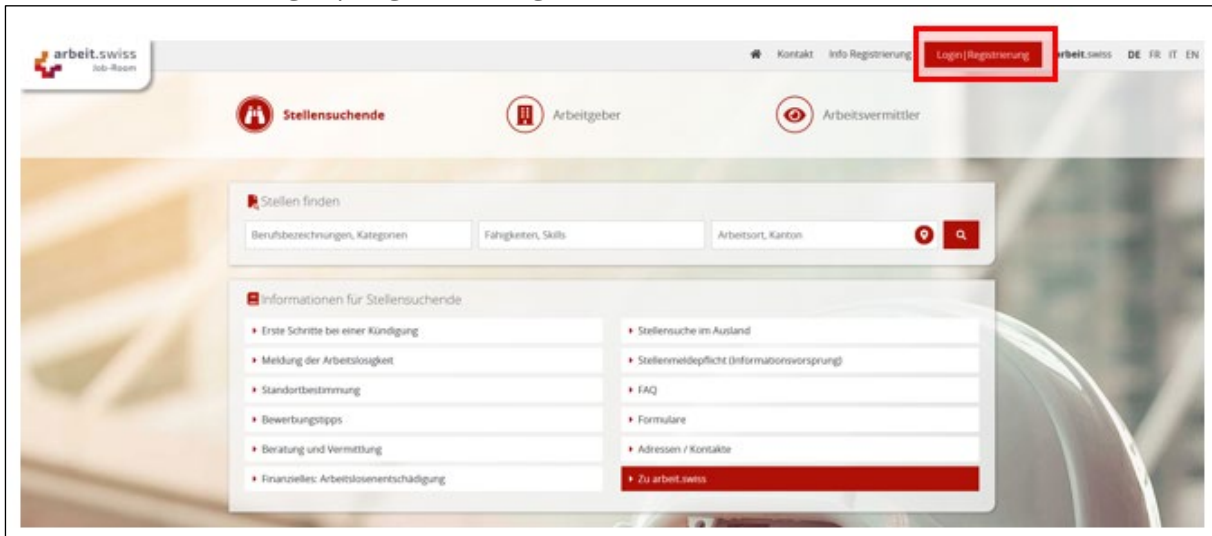 arbeit.swiss
Job-Room
Kontakt Info Registrierung Login|Registrierung arbeit.swiss DE FR IT EN
Stellensuchende Arbeitgeber Arbeitsvermittler
Stellen finden
Berufsbezeichnungen, Kategorien Fähigkeiten, Skills Arbeitsort, Kanton
Informationen für Stellensuchende
Erste Schritte bei einer Kündigung Stellensuche im Ausland
Meldung der Arbeitslosigkeit Stellenmeldepflicht (Informationsvorsprung)
Standortbestimmung FAQ
Bewerbungstipps Formulare
Beratung und Vermittlung Adressen / Kontakte
Finanzielles: Arbeitslosenentschädigung Zu arbeit.swiss